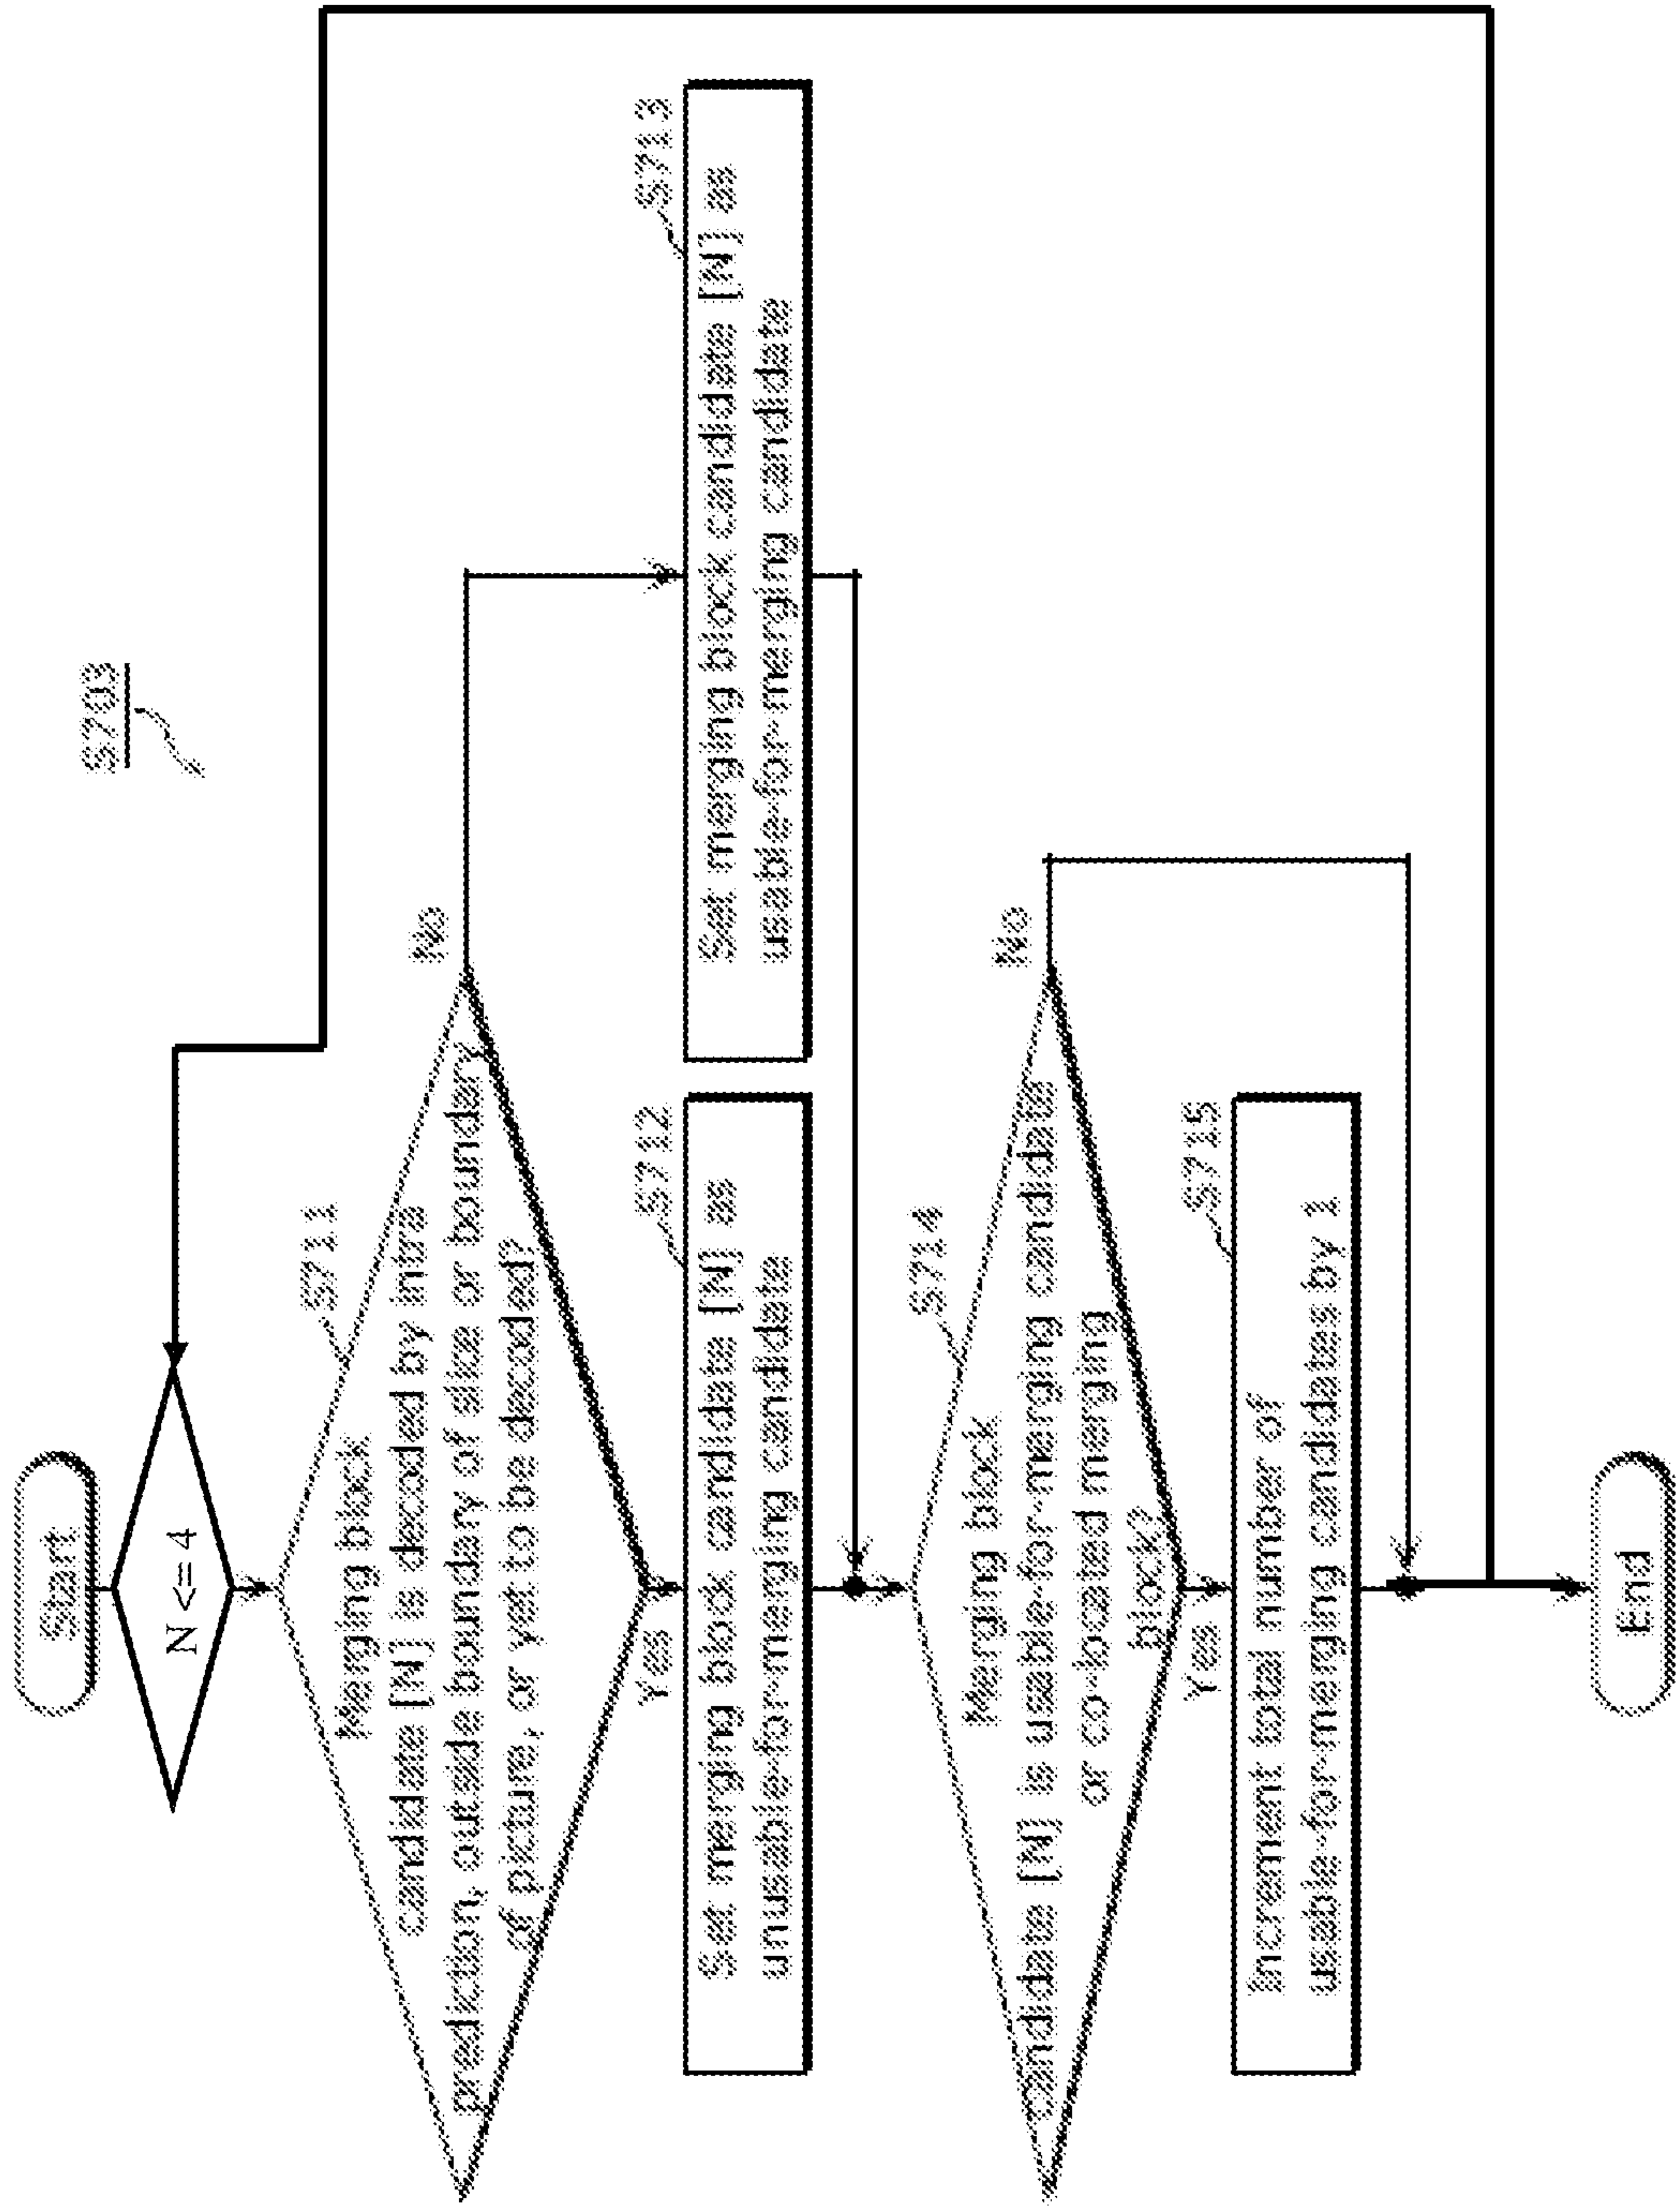 S703
Start
N <= 4
S711
Merging block
candidate [N] is decoded by intra
prediction, outside boundary of slice or boundary
of picture, or yet to be decoded?
No
Yes
S712
Set merging block candidate [N] as
unusable-for-merging candidate
S713
Set merging block candidate [N] as
usable-for-merging candidate
S714
Merging block
candidate [N] is usable-for-merging candidate
or co-located merging
block?
No
Yes
S715
Increment total number of
usable-for-merging candidates by 1
End